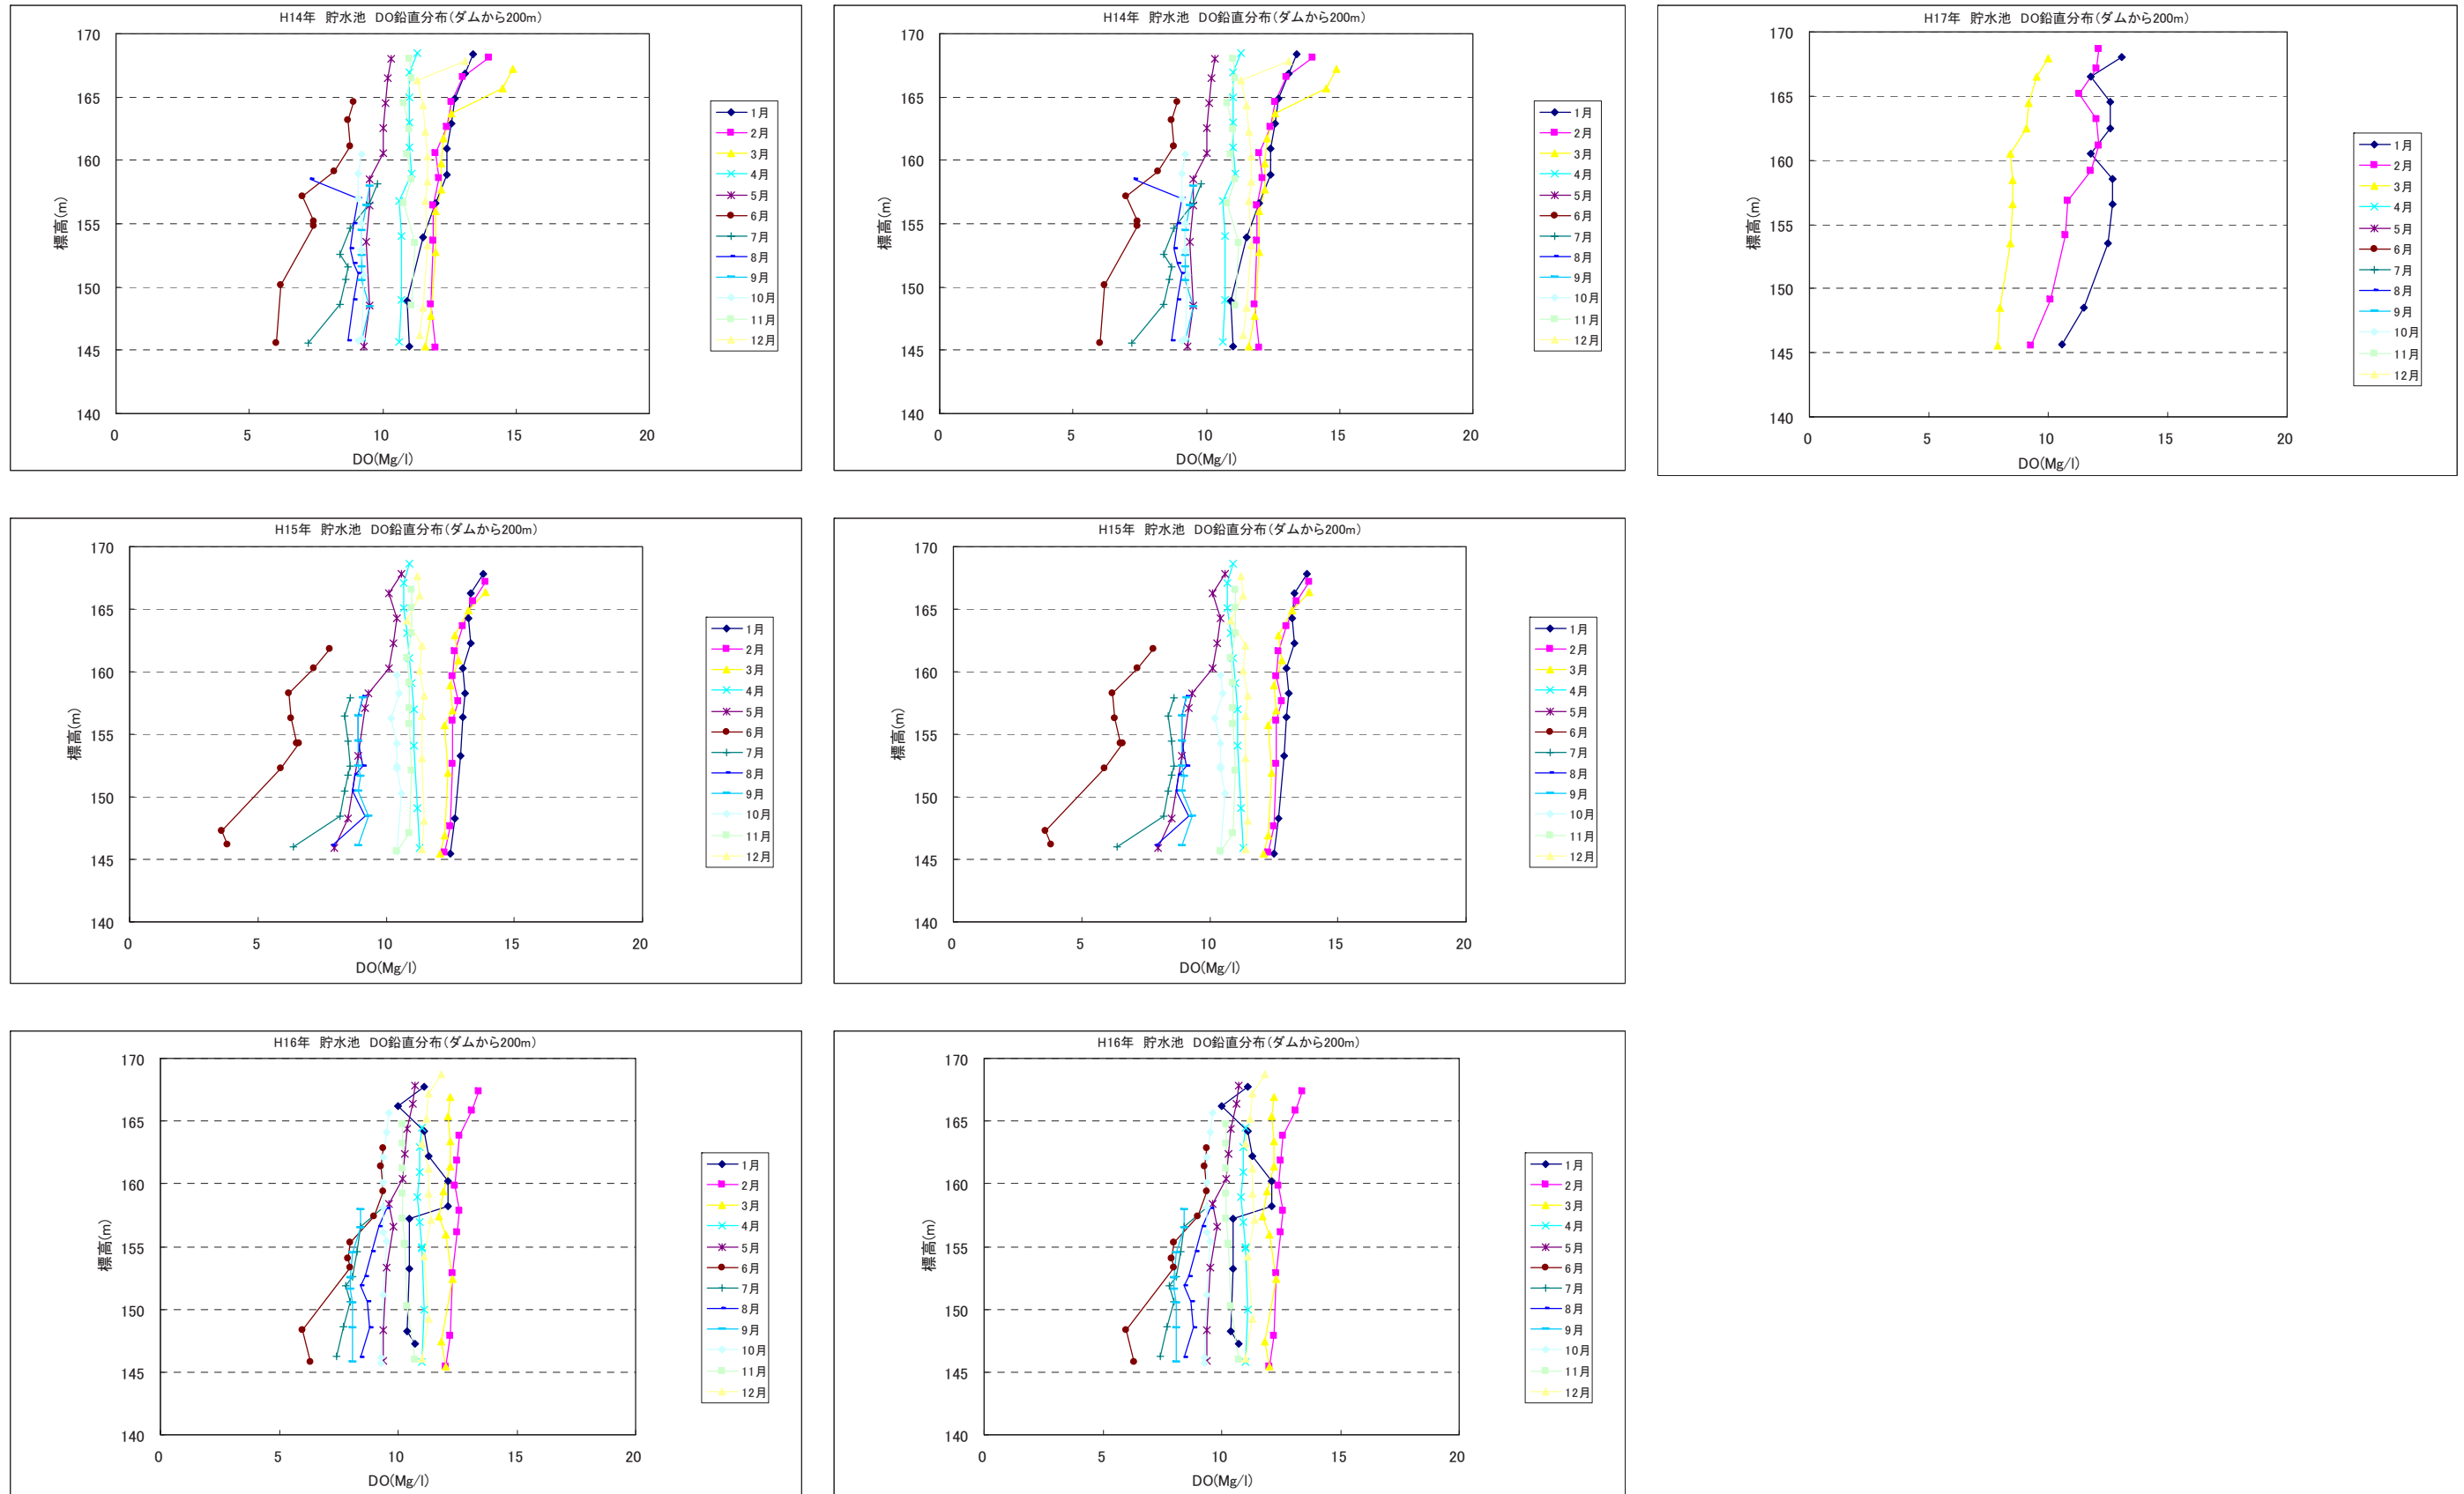 H14年 貯水池 DO鉛直分布(ダムから200m)
170
165
160
155
150
145
140
標高(m)
0 5 10 15 20
DO(Mg/l)
1月
2月
3月
4月
5月
6月
7月
8月
9月
10月
11月
12月
H14年 貯水池 DO鉛直分布(ダムから200m)
170
165
160
155
150
145
140
標高(m)
0 5 10 15 20
DO(Mg/l)
1月
2月
3月
4月
5月
6月
7月
8月
9月
10月
11月
12月
H17年 貯水池 DO鉛直分布(ダムから200m)
170
165
160
155
150
145
140
標高(m)
0 5 10 15 20
DO(Mg/l)
1月
2月
3月
4月
5月
6月
7月
8月
9月
10月
11月
12月
H15年 貯水池 DO鉛直分布(ダムから200m)
170
165
160
155
150
145
140
標高(m)
0 5 10 15 20
DO(Mg/l)
1月
2月
3月
4月
5月
6月
7月
8月
9月
10月
11月
12月
H15年 貯水池 DO鉛直分布(ダムから200m)
170
165
160
155
150
145
140
標高(m)
0 5 10 15 20
DO(Mg/l)
1月
2月
3月
4月
5月
6月
7月
8月
9月
10月
11月
12月
H16年 貯水池 DO鉛直分布(ダムから200m)
170
165
160
155
150
145
140
標高(m)
0 5 10 15 20
DO(Mg/l)
1月
2月
3月
4月
5月
6月
7月
8月
9月
10月
11月
12月
H16年 貯水池 DO鉛直分布(ダムから200m)
170
165
160
155
150
145
140
標高(m)
0 5 10 15 20
DO(Mg/l)
1月
2月
3月
4月
5月
6月
7月
8月
9月
10月
11月
12月